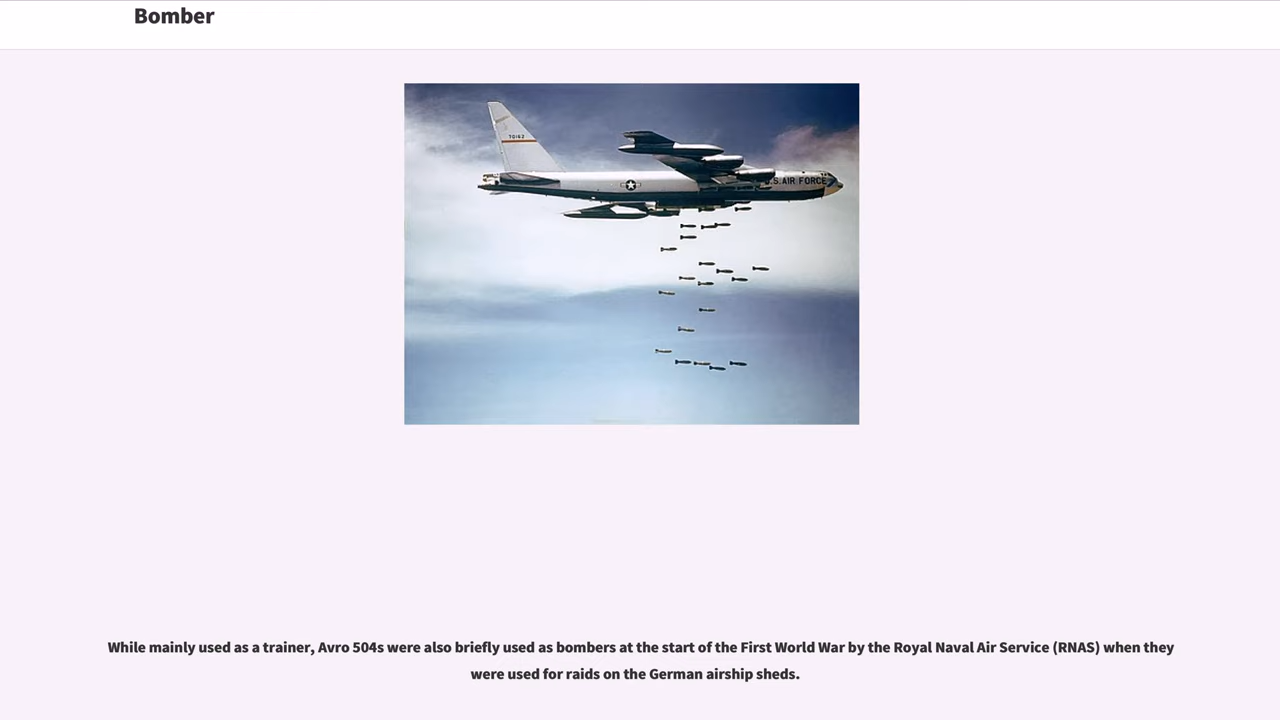 Bomber
70162
U.S. AIR FORCE
While mainly used as a trainer, Avro 504s were also briefly used as bombers at the start of the First World War by the Royal Naval Air Service (RNAS) when they
were used for raids on the German airship sheds.